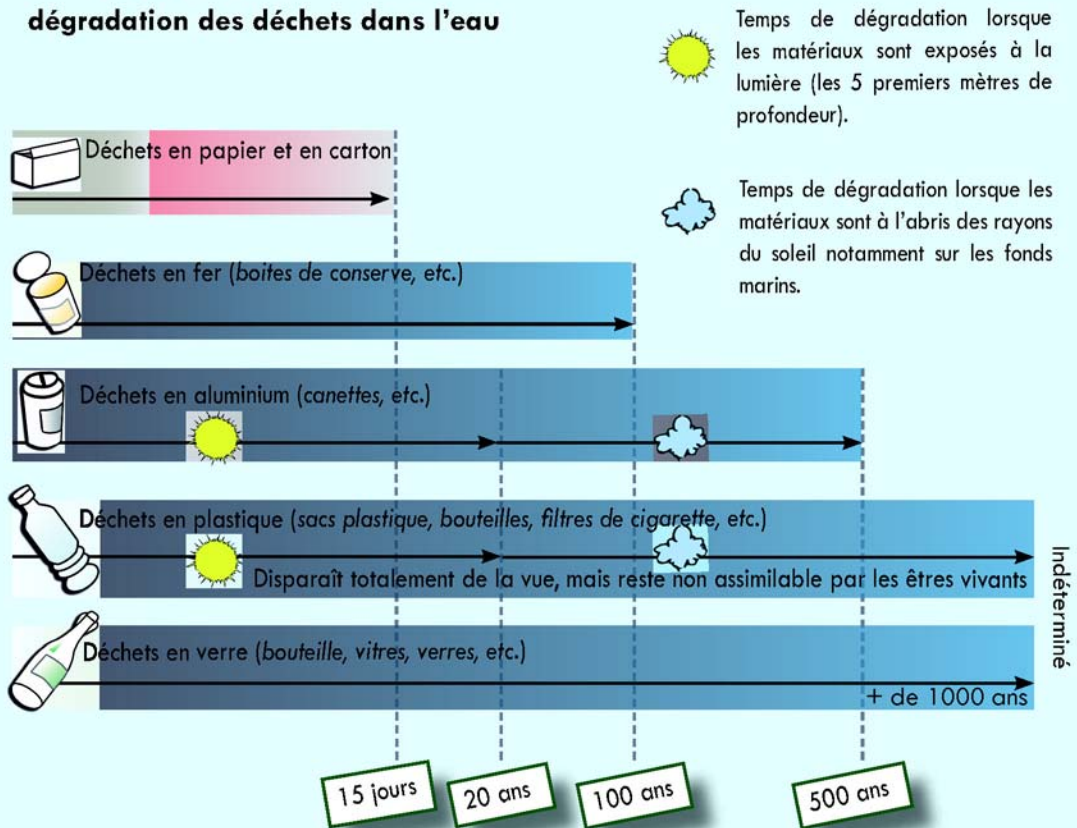 dégradation des déchets dans l'eau
Temps de dégradation lorsque
les matériaux sont exposés à la
lumière (les 5 premiers mètres de
profondeur).
Temps de dégradation lorsque les
matériaux sont à l'abris des rayons
du soleil notamment sur les fonds
marins.
Déchets en papier et en carton
Déchets en fer (boites de conserve, etc.)
Déchets en aluminium (canettes, etc.)
Déchets en plastique (sacs plastique, bouteilles, filtres de cigarette, etc.)
Disparaît totalement de la vue, mais reste non assimilable par les êtres vivants
Indéterminé
Déchets en verre (bouteille, vitres, verres, etc.)
+ de 1000 ans
15 jours
20 ans
100 ans
500 ans